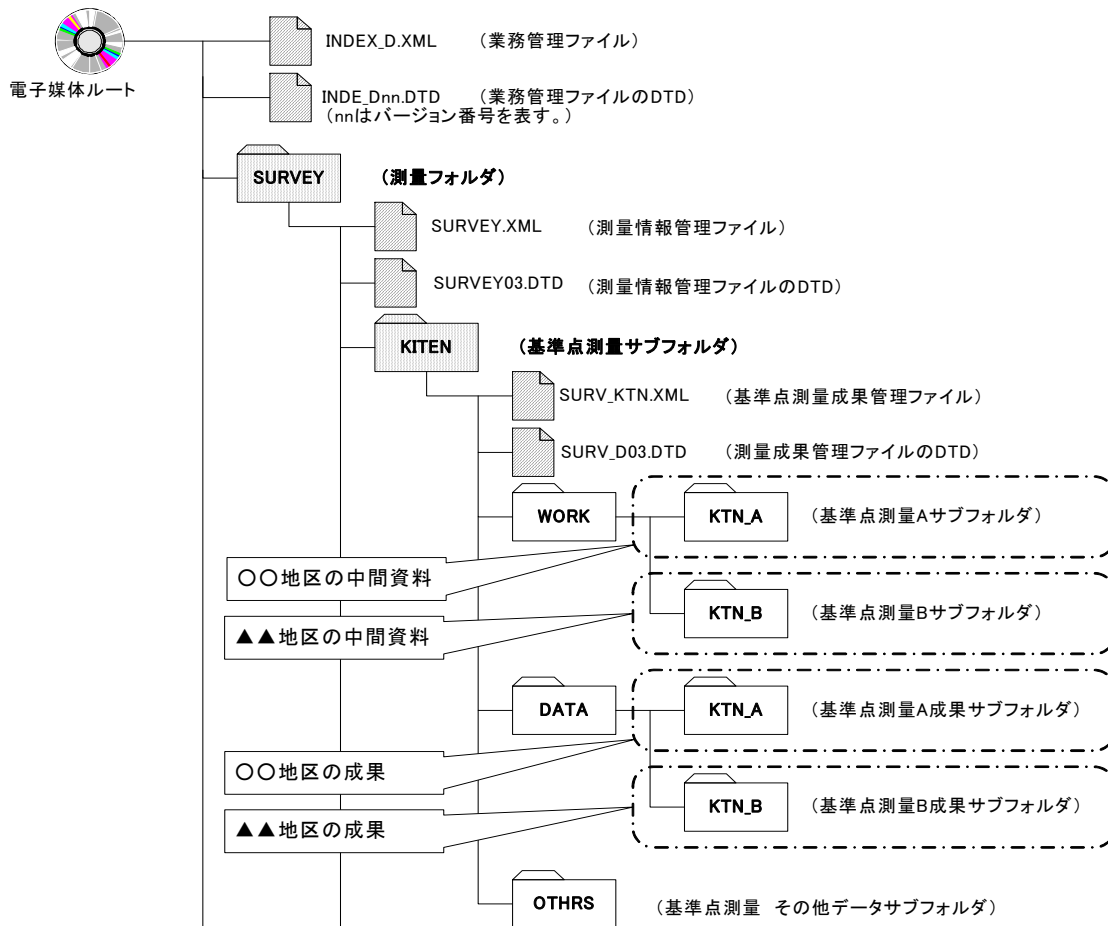 INDEX_D.XML （業務管理ファイル）
電子媒体ルート
INDE_Dnn.DTD （業務管理ファイルのDTD）
（nnはバージョン番号を表す。）
SURVEY （測量フォルダ）
SURVEY.XML （測量情報管理ファイル）
SURVEY03.DTD （測量情報管理ファイルのDTD）
KITEN （基準点測量サブフォルダ）
SURV_KTN.XML （基準点測量成果管理ファイル）
SURV_D03.DTD （測量成果管理ファイルのDTD）
WORK KTN_A （基準点測量Aサブフォルダ）
○○地区の中間資料
KTN_B （基準点測量Bサブフォルダ）
▲▲地区の中間資料
DATA KTN_A （基準点測量A成果サブフォルダ）
○○地区の成果
KTN_B （基準点測量B成果サブフォルダ）
▲▲地区の成果
OTHRS （基準点測量 その他データサブフォルダ）